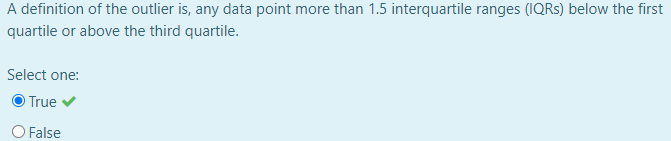 A definition of the outlier is, any data point more than 1.5 interquartile ranges (IQRs) below the first
quartile or above the third quartile.
Select one:
True
False